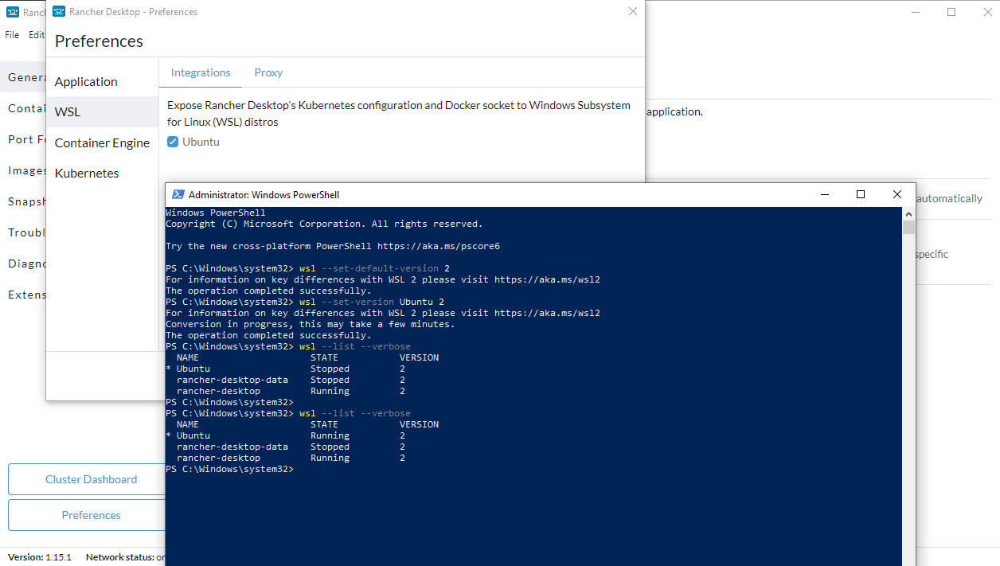 Ranc
Rancher Desktop - Preferences
File Edit
Preferences
Genera
Contai
Port Fo
Images
Snapsh
Troubl
Diagno
Extens
Application
WSL
Container Engine
Kubernetes
Integrations Proxy
Expose Rancher Desktop's Kubernetes configuration and Docker socket to Windows Subsystem
for Linux (WSL) distros
Ubuntu
application.
automatically
specific
Administrator: Windows PowerShell
Windows PowerShell
Copyright (C) Microsoft Corporation. All rights reserved.
Try the new cross-platform PowerShell https://aka.ms/pscore6
PS C:\Windows\system32> wsl --set-default-version 2
For information on key differences with WSL 2 please visit https://aka.ms/wsl2
The operation completed successfully.
PS C:\Windows\system32> wsl --set-version Ubuntu 2
For information on key differences with WSL 2 please visit https://aka.ms/wsl2
Conversion in progress, this may take a few minutes.
The operation completed successfully.
PS C:\Windows\system32> wsl --list --verbose
NAME STATE VERSION
* Ubuntu Stopped 2
rancher-desktop-data Stopped 2
rancher-desktop Running 2
PS C:\Windows\system32>
PS C:\Windows\system32> wsl --list --verbose
NAME STATE VERSION
* Ubuntu Running 2
rancher-desktop-data Stopped 2
rancher-desktop Running 2
PS C:\Windows\system32>
Cluster Dashboard
Preferences
Version: 1.15.1 Network status: or